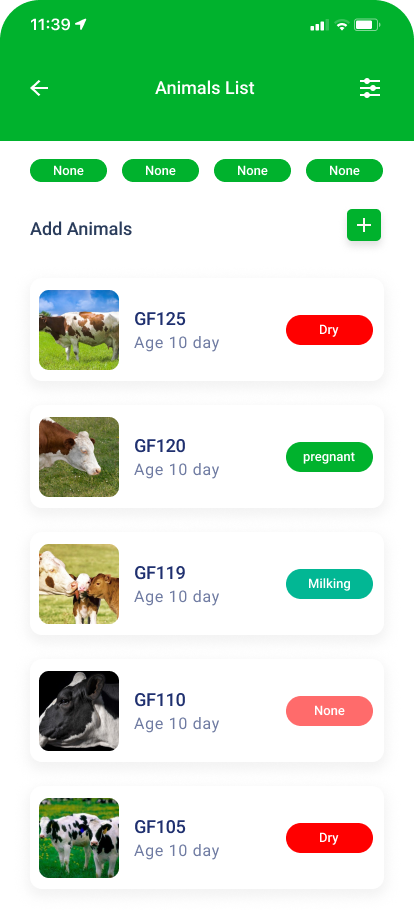 11:39
Animals List
None None None None
Add Animals
GF125
Age 10 day
Dry
GF120
Age 10 day
pregnant
GF119
Age 10 day
Milking
GF110
Age 10 day
None
GF105
Age 10 day
Dry